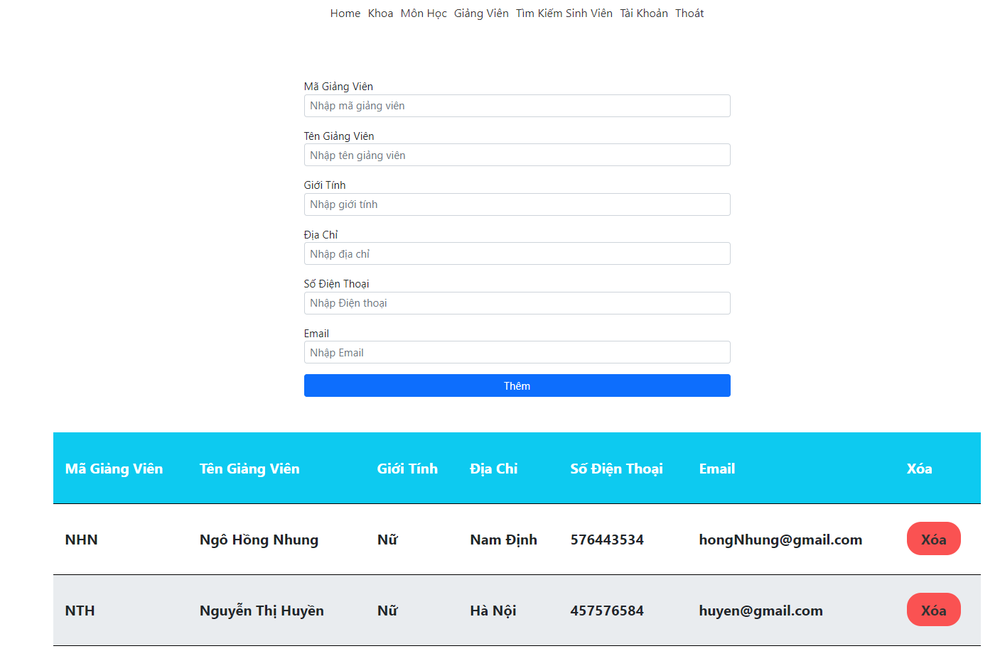 Home Khoa Môn Học Giảng Viên Tìm Kiếm Sinh Viên Tài Khoản Thoát
Mã Giảng Viên
Nhập mã giảng viên
Tên Giảng Viên
Nhập tên giảng viên
Giới Tính
Nhập giới tính
Địa Chỉ
Nhập địa chỉ
Số Điện Thoại
Nhập Điện thoại
Email
Nhập Email
Thêm
Mã Giảng Viên Tên Giảng Viên Giới Tính Địa Chỉ Số Điện Thoại Email Xóa
NHN Ngô Hồng Nhung Nữ Nam Định 576443534 hongNhung@gmail.com Xóa
NTH Nguyễn Thị Huyền Nữ Hà Nội 457576584 huyen@gmail.com Xóa